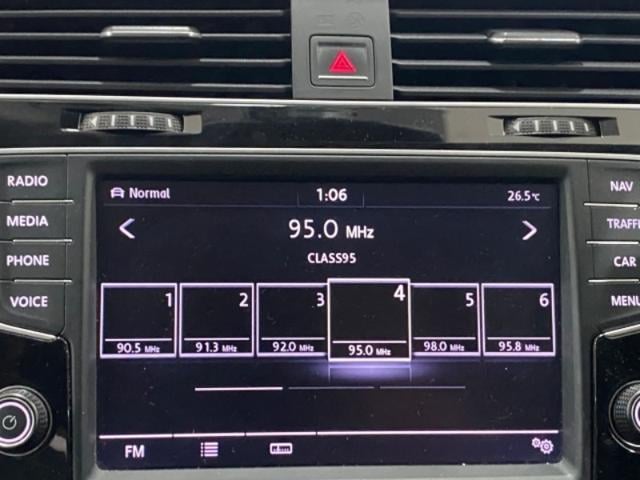 RADIO
MEDIA
PHONE
VOICE
Normal
1:06
26.5°C
95.0 MHz
CLASS95
1 2 3 4 5 6
90.5 MHz 91.3 MHz 92.0 MHz 95.0 MHz 98.0 MHz 95.8 MHz
FM
NAV
TRAFFI
CAR
MENU